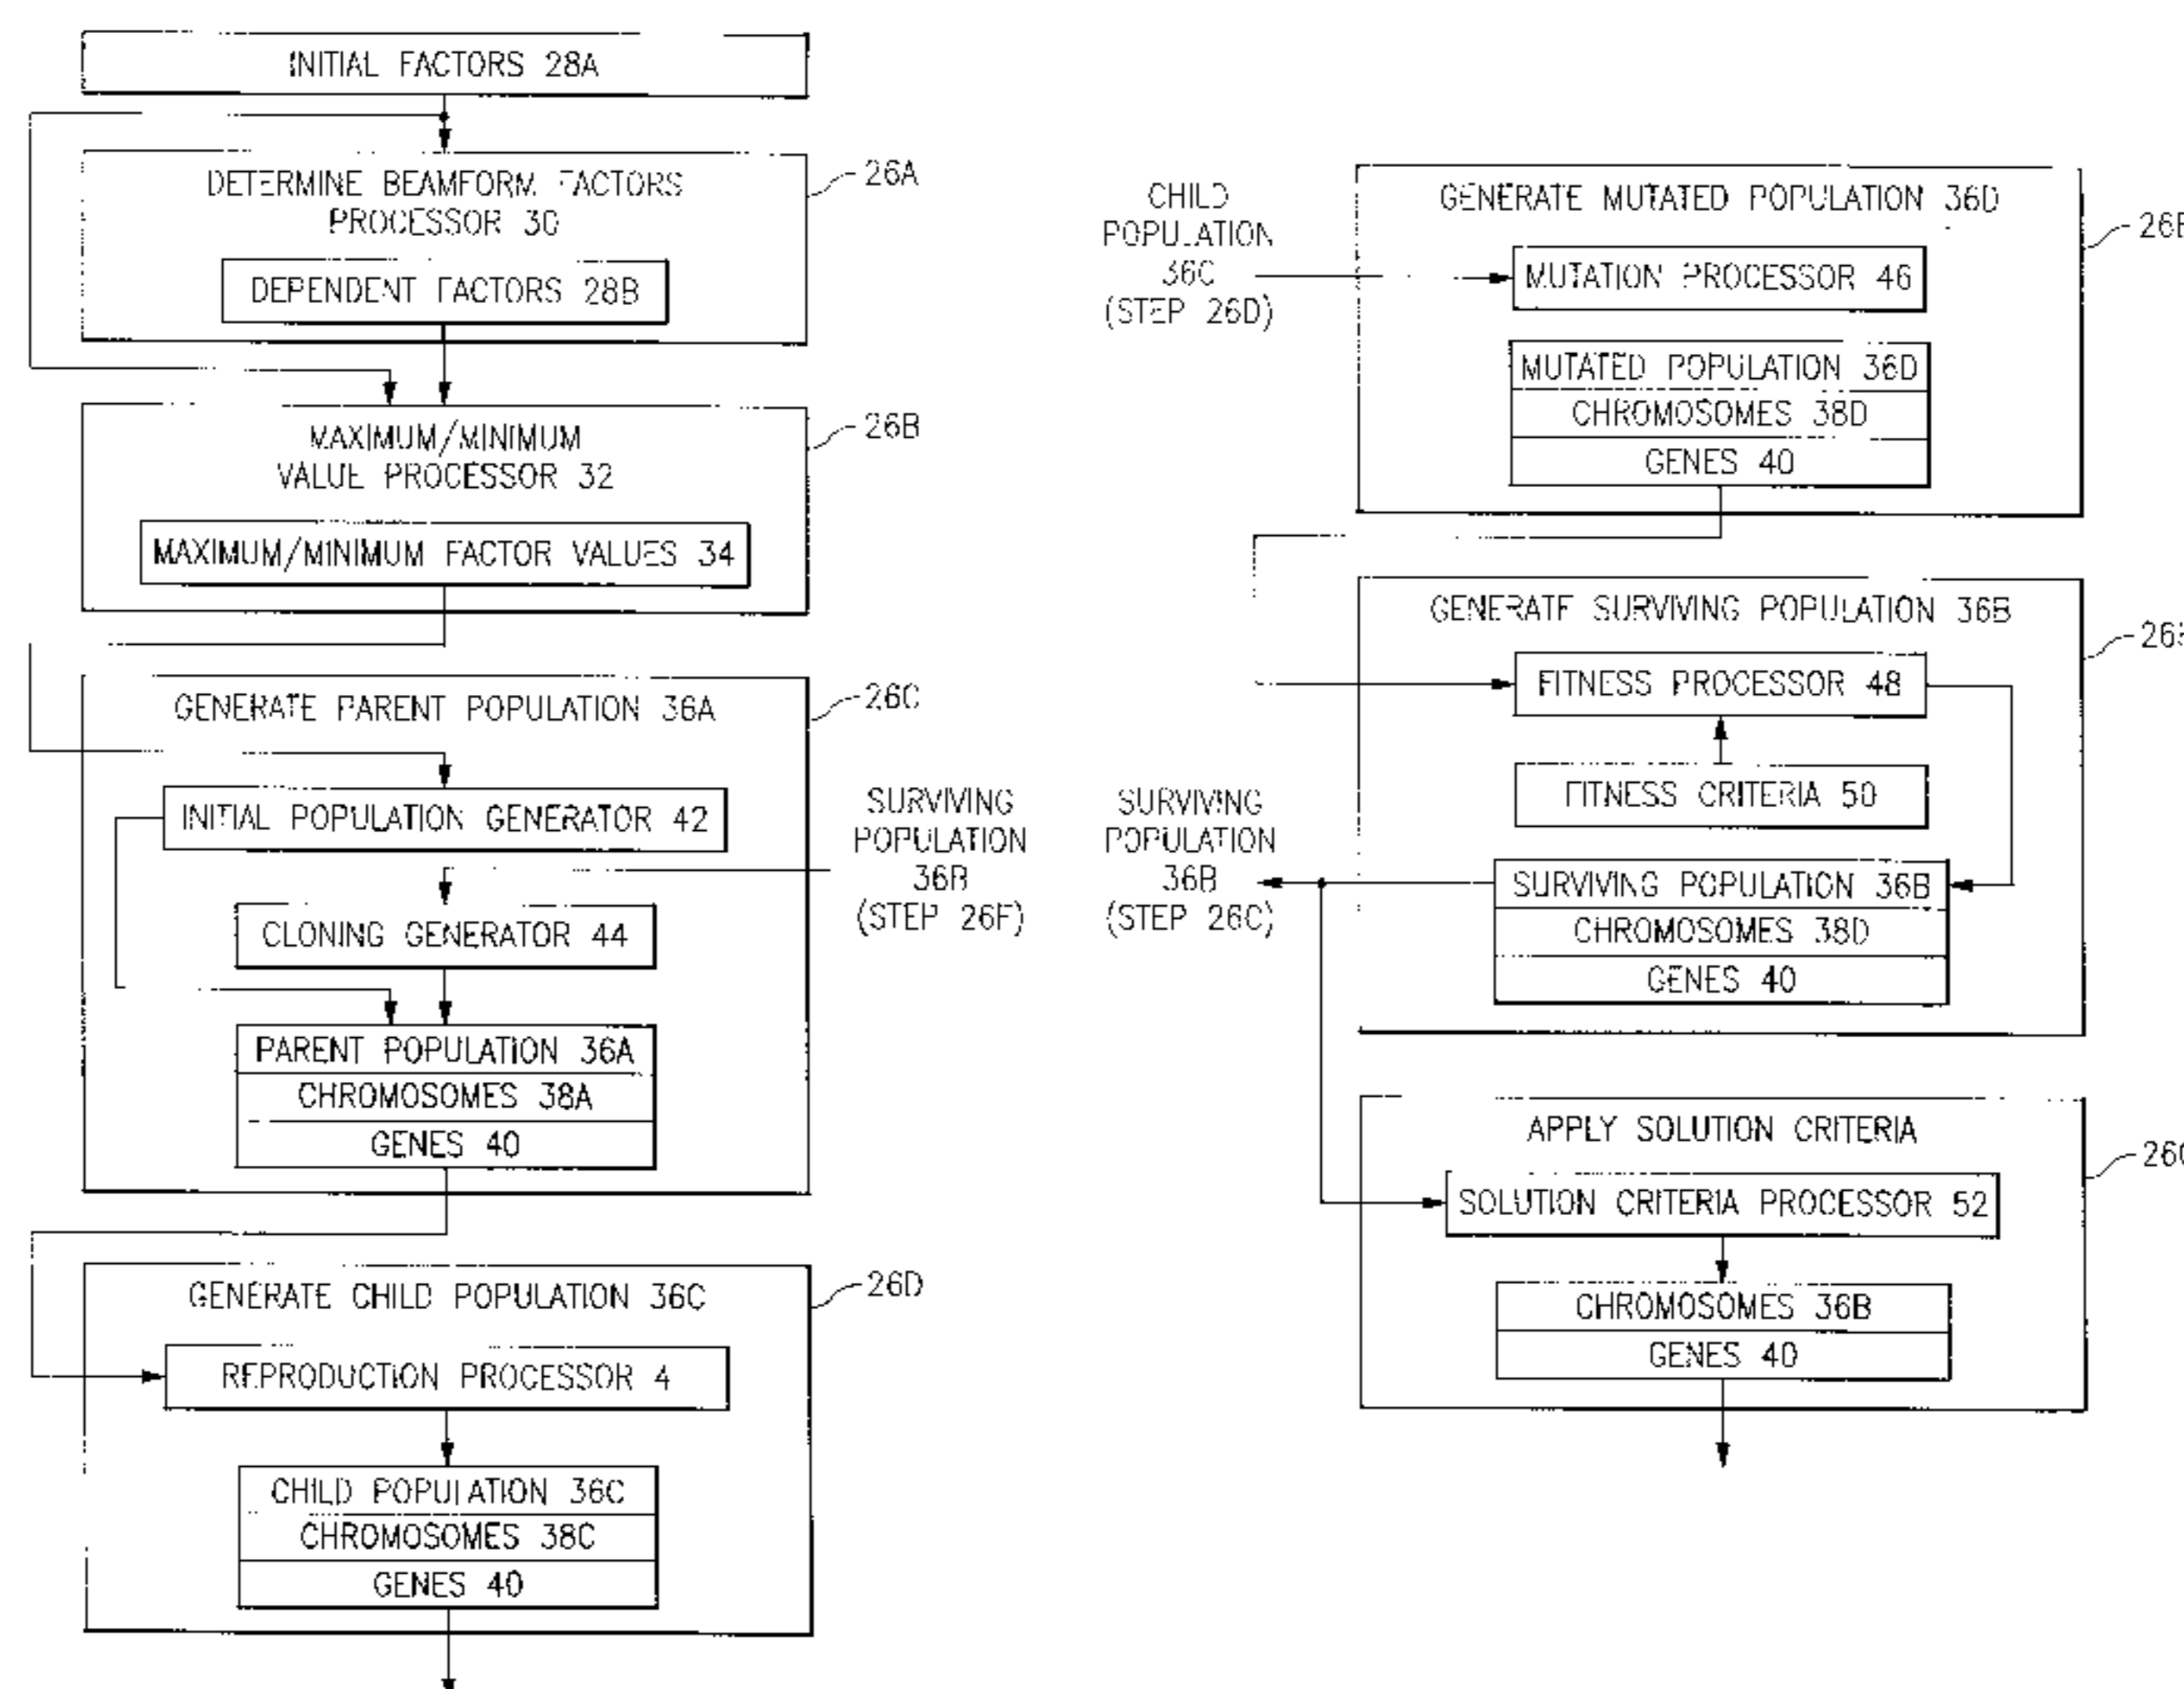 INITIAL FACTORS 28A
DETERMINE BEAMFORM FACTORS
PROCESSOR 30
DEPENDENT FACTORS 28B
26A
MAXIMUM/MINIMUM
VALUE PROCESSOR 32
MAXIMUM/MINIMUM FACTOR VALUES 34
26B
GENERATE PARENT POPULATION 36A
26C
INITIAL POPULATION GENERATOR 42
CLONING GENERATOR 44
SURVIVING
POPULATION
36B
(STEP 26F)
PARENT POPULATION 36A
CHROMOSOMES 38A
GENES 40
GENERATE CHILD POPULATION 36C
26D
REPRODUCTION PROCESSOR 4
CHILD POPULATION 36C
CHROMOSOMES 38C
GENES 40
CHILD
POPULATION
36C
(STEP 26D)
GENERATE MUTATED POPULATION 36D
MUTATION PROCESSOR 46
MUTATED POPULATION 36D
CHROMOSOMES 38D
GENES 40
GENERATE SURVIVING POPULATION 36B
FITNESS PROCESSOR 48
FITNESS CRITERIA 50
SURVIVING
POPULATION
36B
(STEP 26C)
SURVIVING POPULATION 36B
CHROMOSOMES 38D
GENES 40
APPLY SOLUTION CRITERIA
SOLUTION CRITERIA PROCESSOR 52
CHROMOSOMES 36B
GENES 40